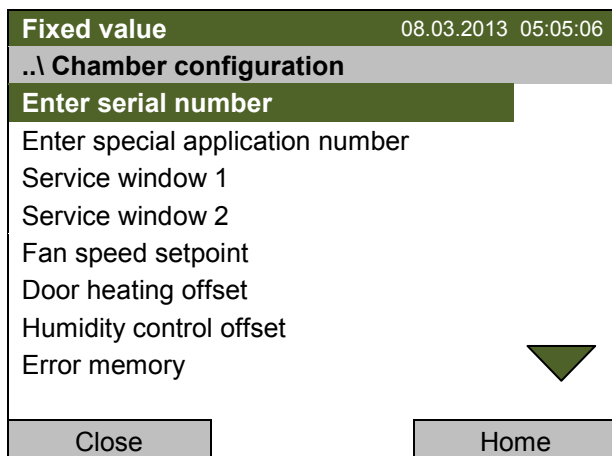 Fixed value 08.03.2013 05:05:06
..\ Chamber configuration
Enter serial number
Enter special application number
Service window 1
Service window 2
Fan speed setpoint
Door heating offset
Humidity control offset
Error memory
Close Home